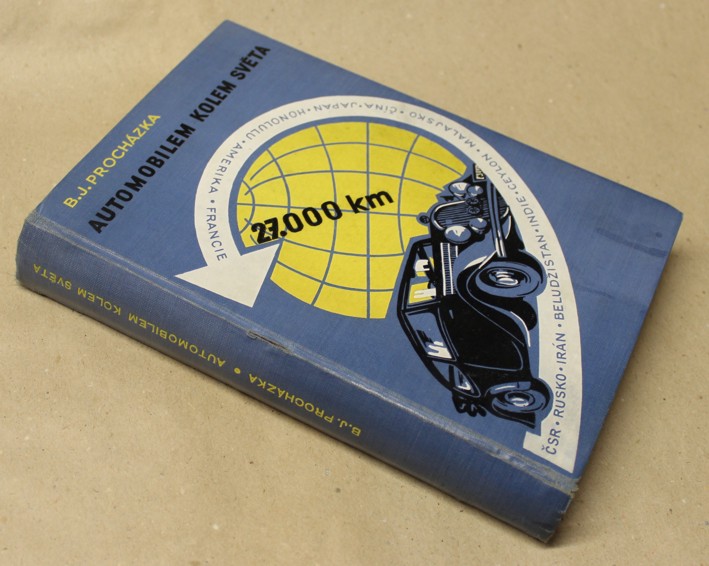 B.J. PROCHÁZKA
AUTOMOBILEM KOLEM SVĚTA
ČSR · RUSKO · IRÁN · BELUDŽISTAN · INDIE · CEYLON · MALAJSKO · ČÍNA · JAPAN · HONOLULU · AMERIKA · FRANCIE
27.000 km
B.J. PROCHÁZKA • AUTOMOBILEM KOLEM SVĚTA